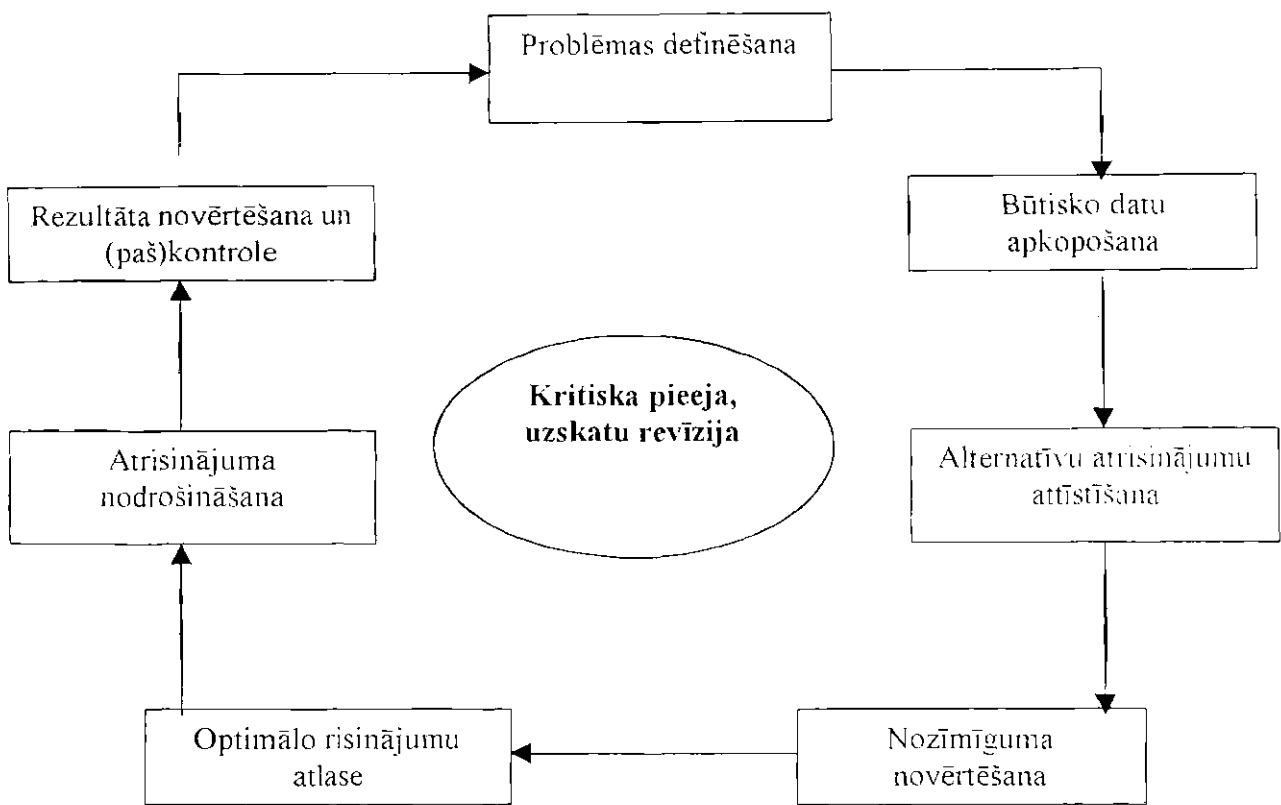 Problēmas definēšana
Būtisko datu
apkopošana
Alternatīvu atrisinājumu
attīstīšana
Nozīmīguma
novērtēšana
Optimālo risinājumu
atlase
Atrisinājuma
nodrošināšana
Rezultāta novērtēšana un
(paš)kontrole
Kritiska pieeja,
uzskatu revīzija